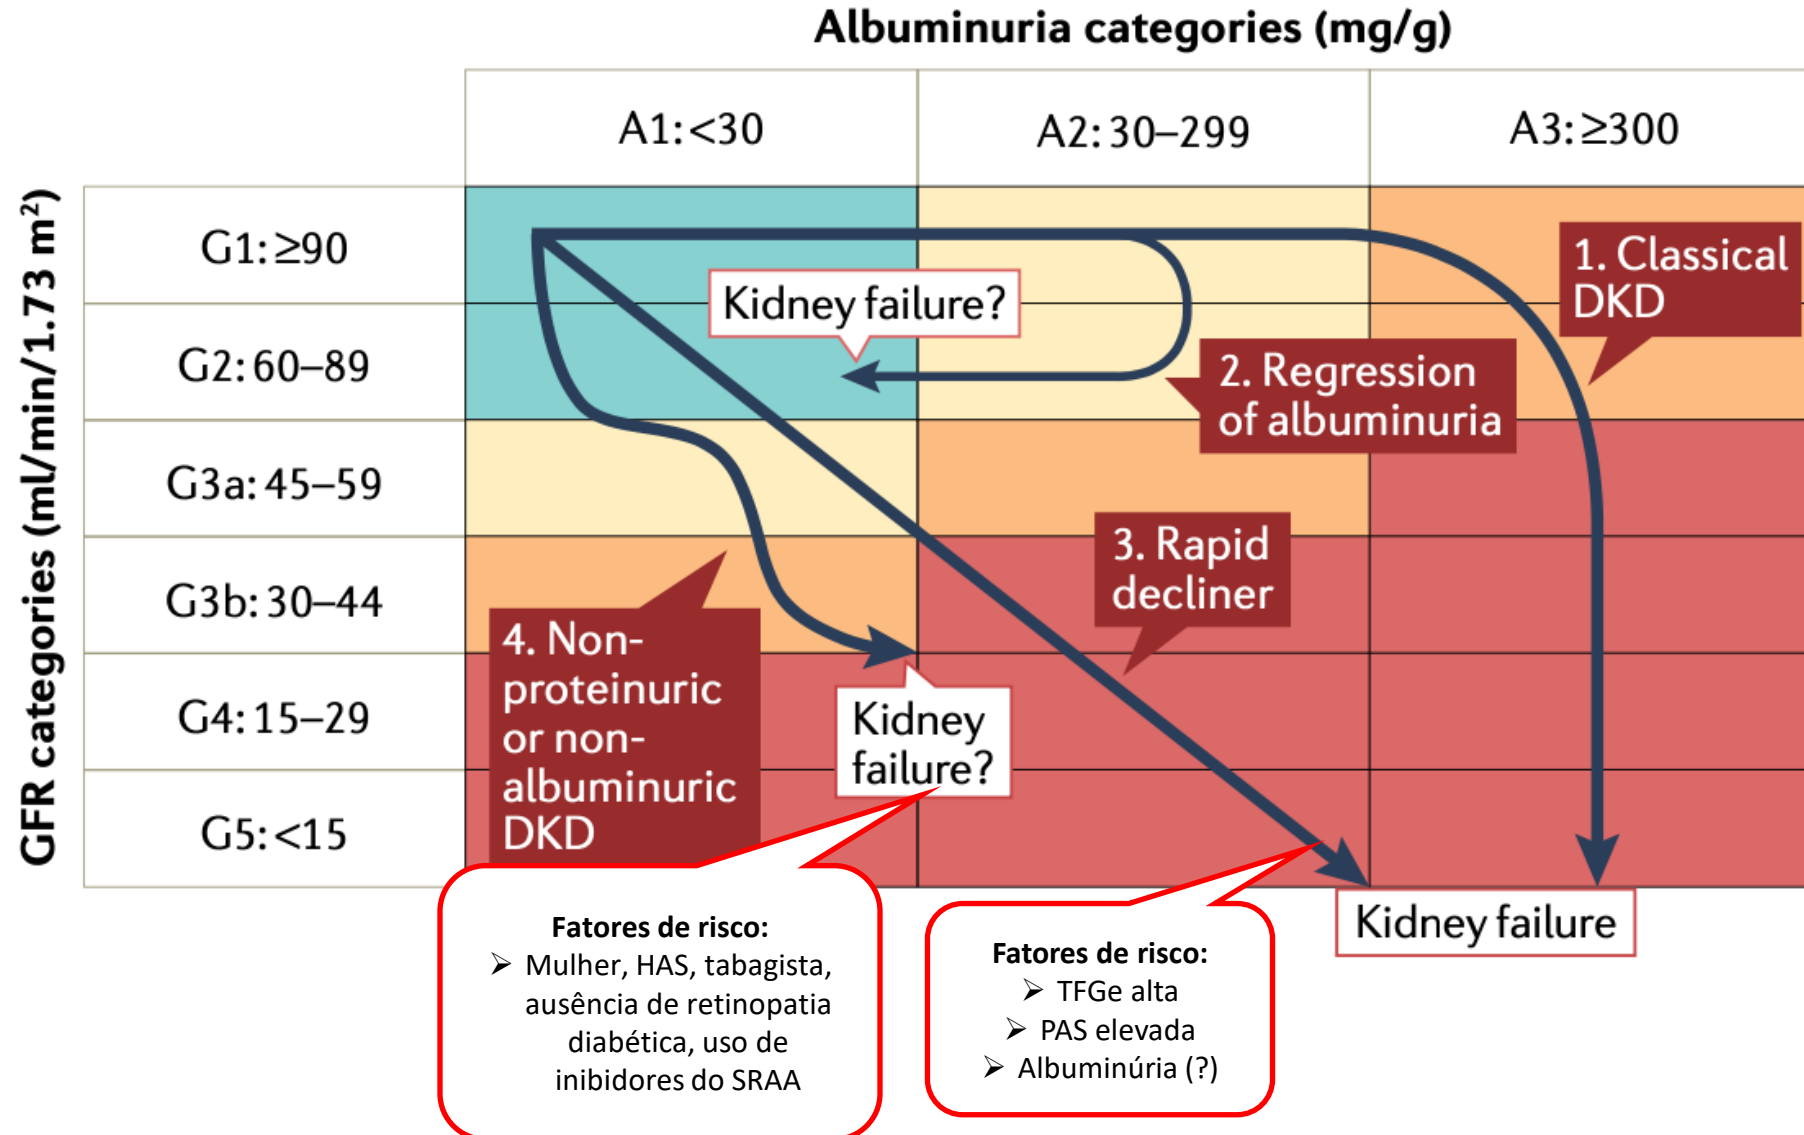 Albuminuria categories (mg/g)
A1: <30
A2: 30–299
A3: ≥300
GFR categories (ml/min/1.73 m²)
G1: ≥90
G2: 60–89
G3a: 45–59
G3b: 30–44
G4: 15–29
G5: <15
1. Classical
DKD
Kidney failure?
2. Regression
of albuminuria
3. Rapid
decliner
4. Non-
proteinuric
or non-
albuminuric
DKD
Kidney
failure?
Kidney failure
Fatores de risco:
➢ Mulher, HAS, tabagista,
ausência de retinopatia
diabética, uso de
inibidores do SRAA
Fatores de risco:
➢ TFGe alta
➢ PAS elevada
➢ Albuminúria (?)